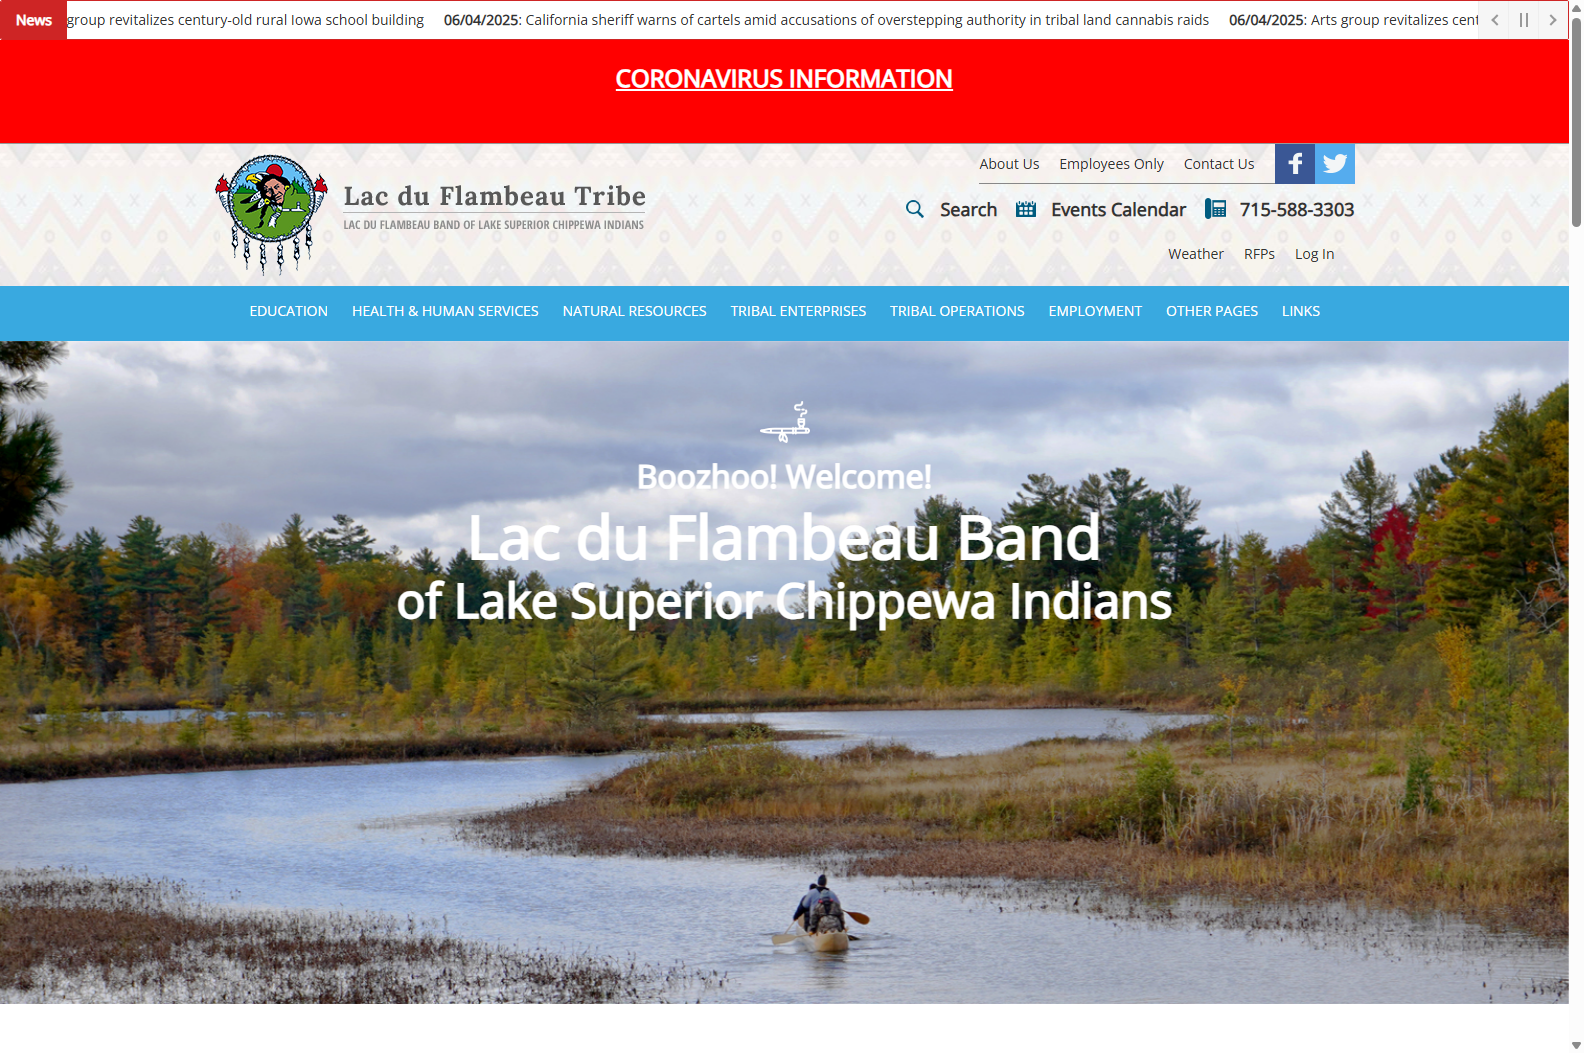 News group revitalizes century-old rural Iowa school building 06/04/2025: California sheriff warns of cartels amid accusations of overstepping authority in tribal land cannabis raids 06/04/2025: Arts group revitalizes cent
CORONAVIRUS INFORMATION
About Us Employees Only Contact Us
Lac du Flambeau Tribe
LAC DU FLAMBEAU BAND OF LAKE SUPERIOR CHIPPEWA INDIANS
Search Events Calendar 715-588-3303
Weather RFPs Log In
EDUCATION HEALTH & HUMAN SERVICES NATURAL RESOURCES TRIBAL ENTERPRISES TRIBAL OPERATIONS EMPLOYMENT OTHER PAGES LINKS
Boozhoo! Welcome!
Lac du Flambeau Band
of Lake Superior Chippewa Indians